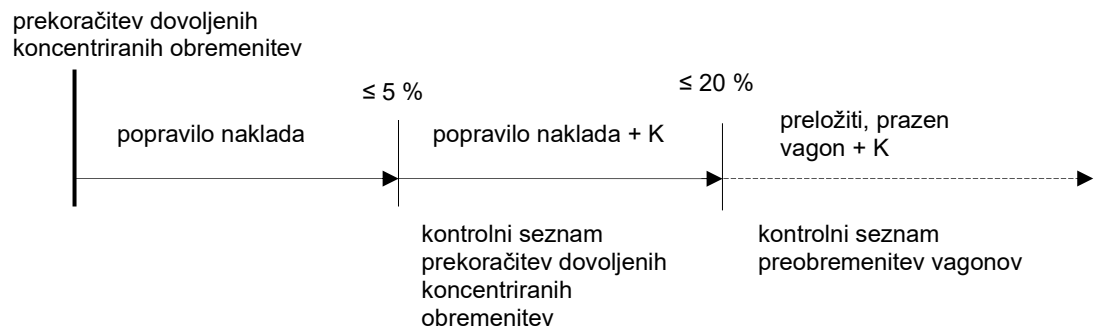 prekoračitev dovoljenih
koncentriranih obremenitev
≤ 5 %
≤ 20 %
popravilo naklada
popravilo naklada + K
preložiti, prazen
vagon + K
kontrolni seznam
prekoračitev dovoljenih
koncentriranih
obremenitev
kontrolni seznam
preobremenitev vagonov